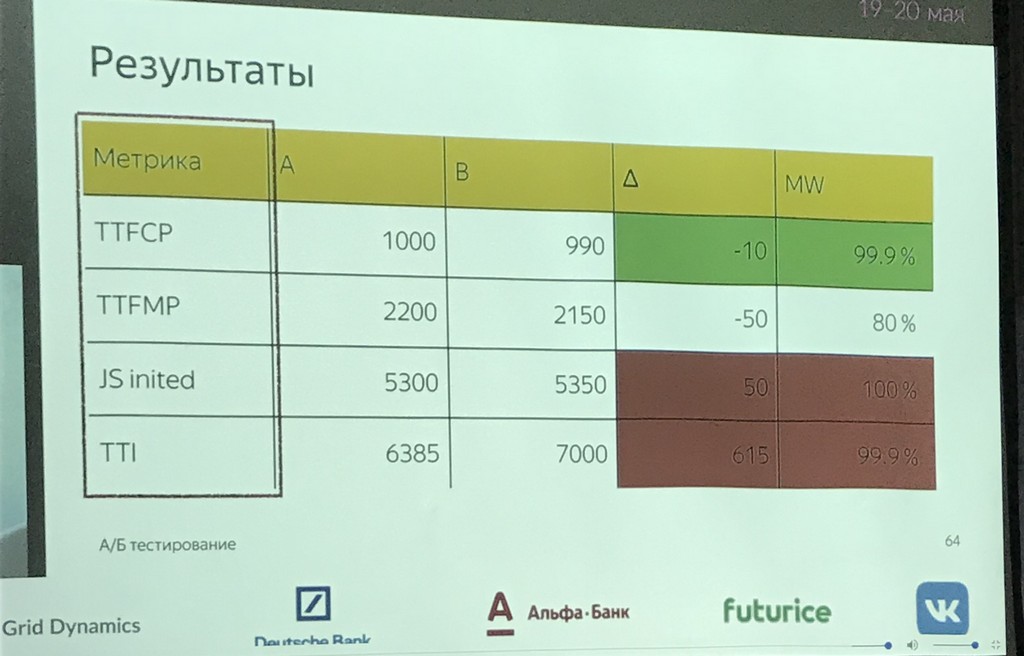 19-20 мая
Результаты
Метрика A B Δ MW
TTFCP 1000 990 -10 99.9%
TTFMP 2200 2150 -50 80%
JS inited 5300 5350 50 100%
TTI 6385 7000 615 99.9%
А/Б тестирование
64
Grid Dynamics
Deutsche Bank
Альфа·Банк
futurice
VK